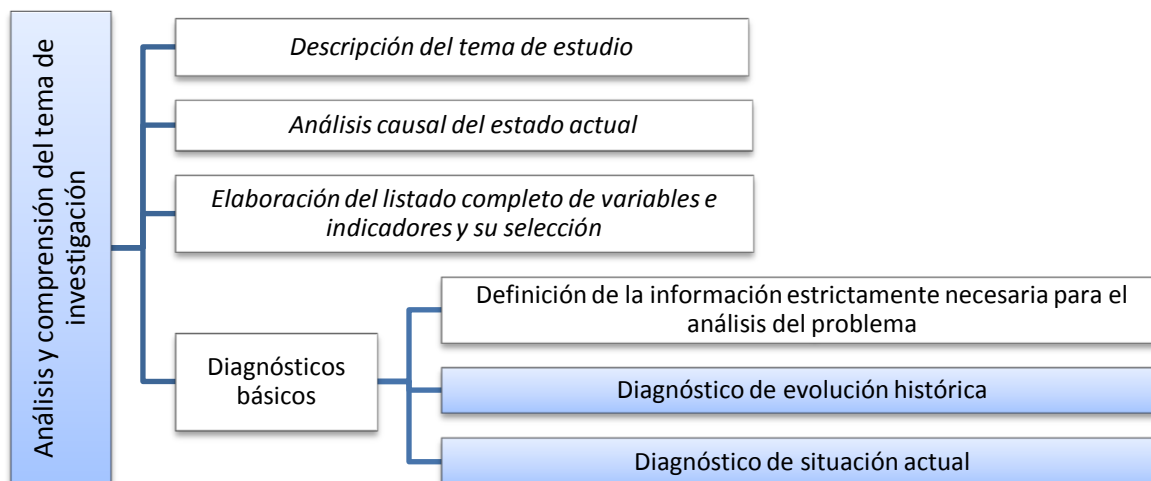 Análisis y comprensión del tema de
investigación
Descripción del tema de estudio
Análisis causal del estado actual
Elaboración del listado completo de variables e
indicadores y su selección
Diagnósticos
básicos
Definición de la información estrictamente necesaria para el
análisis del problema
Diagnóstico de evolución histórica
Diagnóstico de situación actual